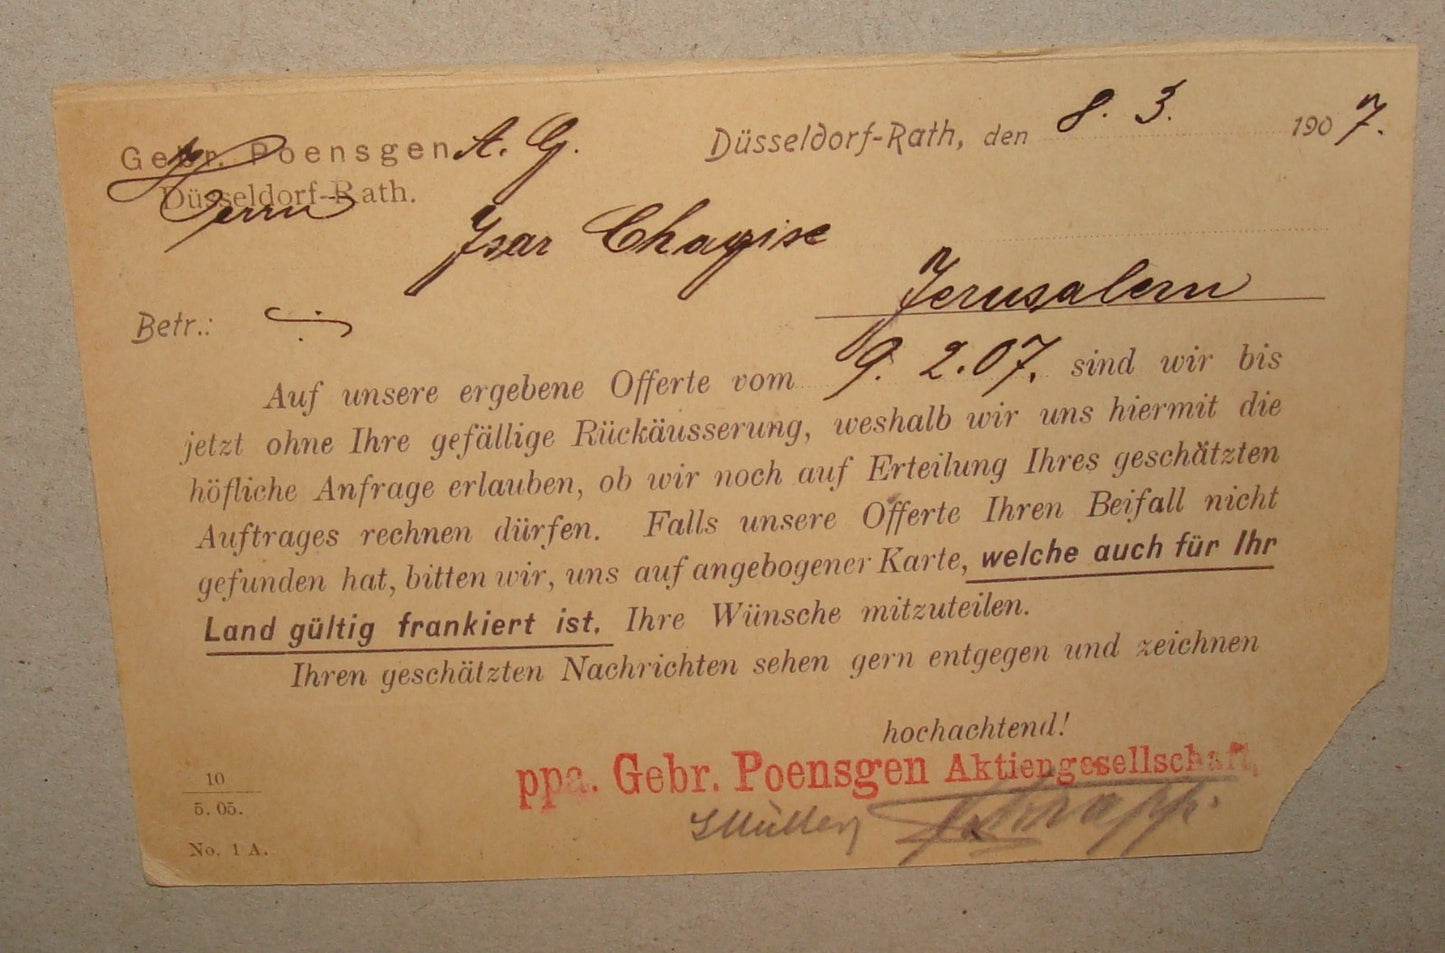 Gebr. Poensgen A. G.
Düsseldorf-Rath.
Düsseldorf-Rath, den 8. 3. 1907.
Herrn
Isar Chagise
Jerusalem
Betr.:
Auf unsere ergebene Offerte vom 9. 2. 07. sind wir bis
jetzt ohne Ihre gefällige Rückäusserung, weshalb wir uns hiermit die
höfliche Anfrage erlauben, ob wir noch auf Erteilung Ihres geschätzten
Auftrages rechnen dürfen. Falls unsere Offerte Ihren Beifall nicht
gefunden hat, bitten wir, uns auf angebogener Karte, welche auch für Ihr
Land gültig frankiert ist. Ihre Wünsche mitzuteilen.
Ihren geschätzten Nachrichten sehen gern entgegen und zeichnen
hochachtend!
ppa. Gebr. Poensgen Aktiengesellschaft,
10
5. 05.
No. 1 A.